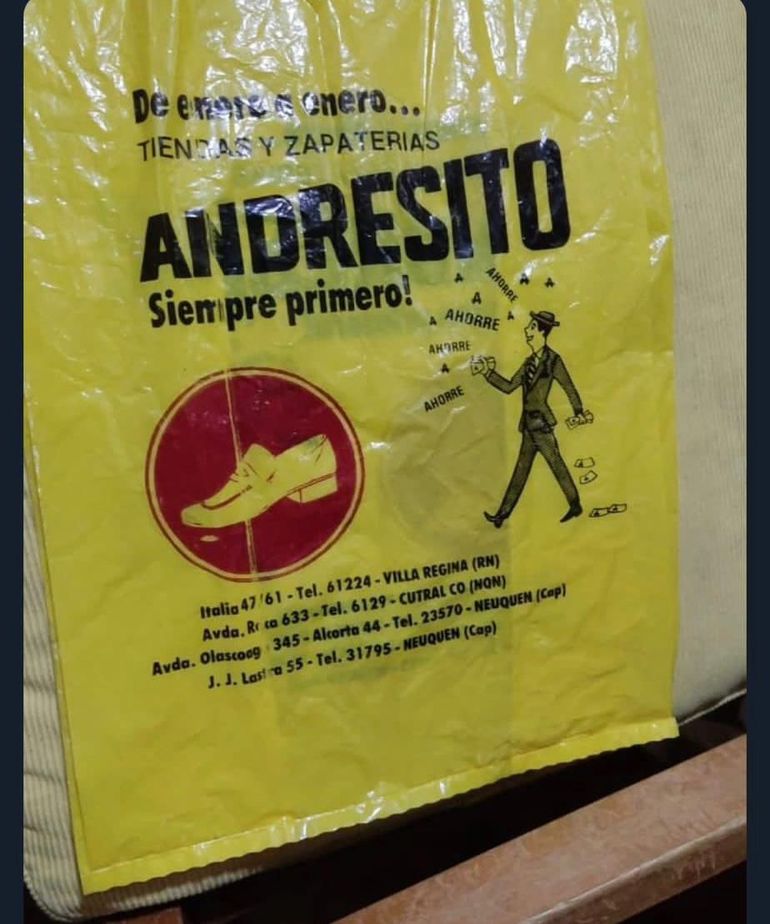 De enero a enero...
TIENDAS Y ZAPATERIAS
ANDRESITO
Siempre primero!
A AHORRE A A
A
A AHORRE A
AHORRE
A
AHORRE
Italia 47/61 - Tel. 61224 - VILLA REGINA (RN)
Avda. Roca 633 - Tel. 6129 - CUTRAL CO (NQN)
Avda. Olascoag 345 - Alcorta 44 - Tel. 23570 - NEUQUEN (Cap)
J. J. Lastra 55 - Tel. 31795 - NEUQUEN (Cap)